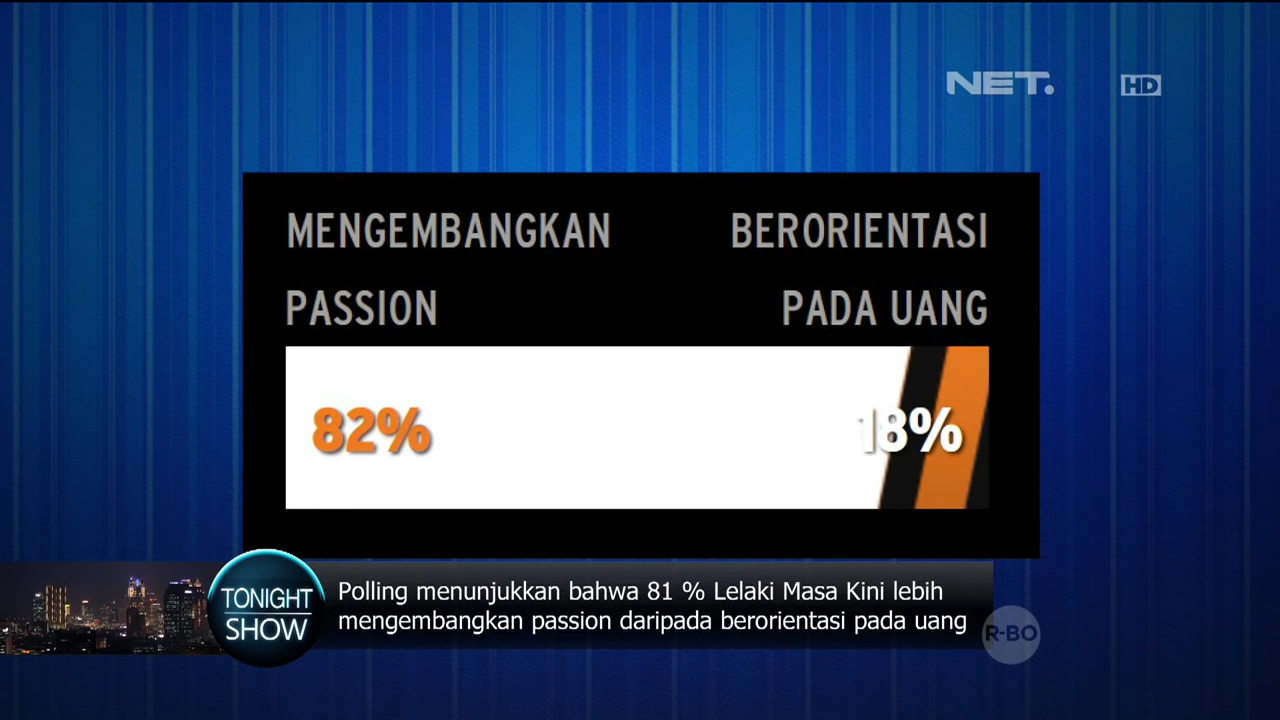 NET.
HD
MENGEMBANGKAN
BERORIENTASI
PASSION
PADA UANG
82%
18%
TONIGHT
SHOW
Polling menunjukkan bahwa 81 % Lelaki Masa Kini lebih
mengembangkan passion daripada berorientasi pada uang
R-BO